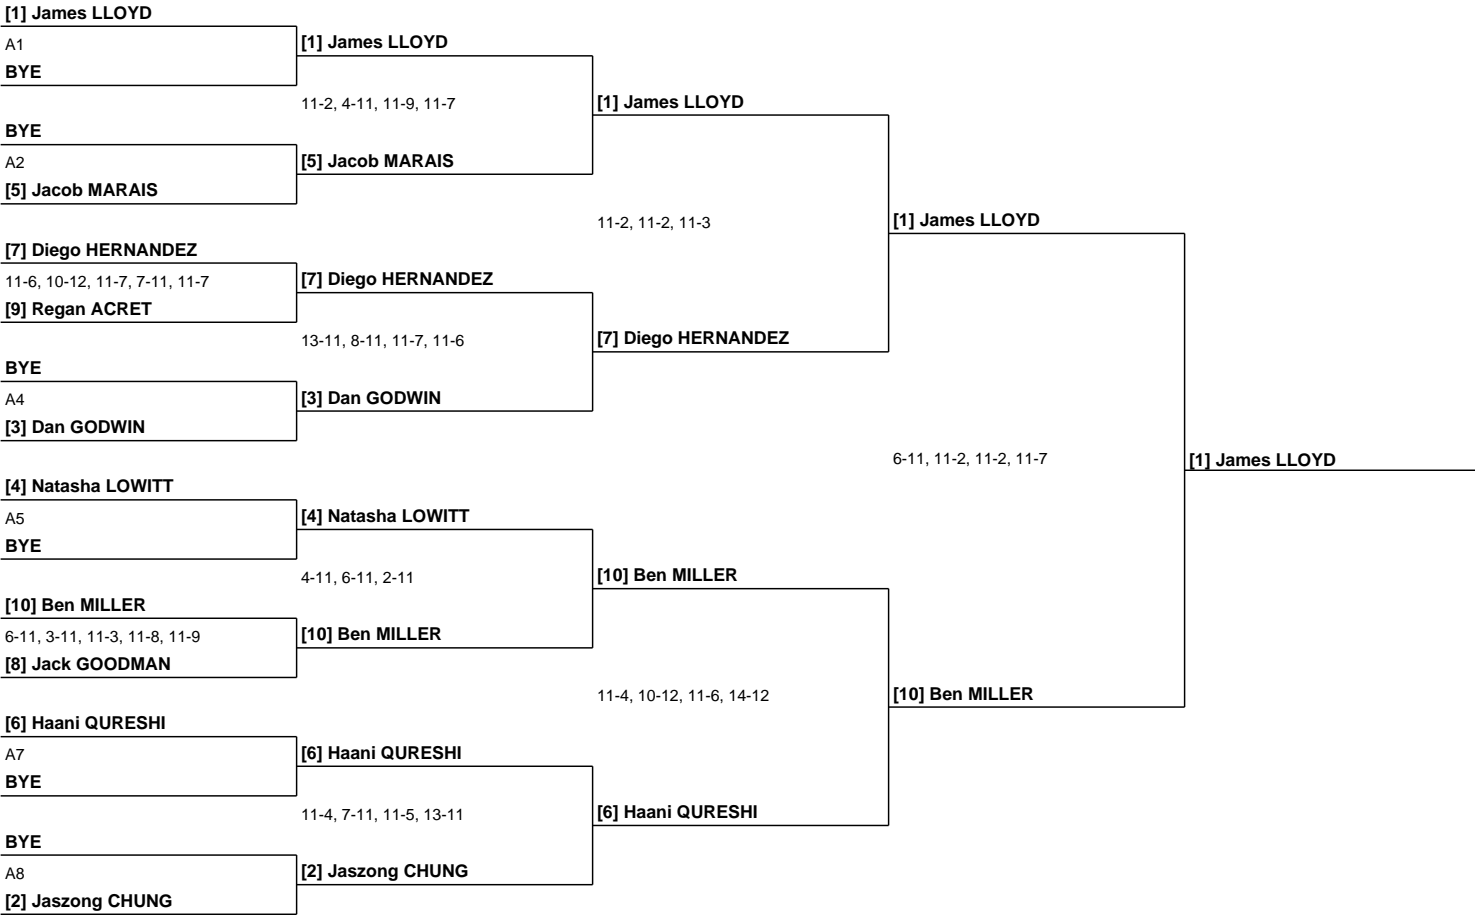 [1] James LLOYD
A1
BYE
BYE
A2
[5] Jacob MARAIS
[7] Diego HERNANDEZ
11-6, 10-12, 11-7, 7-11, 11-7
[9] Regan ACRET
BYE
A4
[3] Dan GODWIN
[4] Natasha LOWITT
A5
BYE
[10] Ben MILLER
6-11, 3-11, 11-3, 11-8, 11-9
[8] Jack GOODMAN
[6] Haani QURESHI
A7
BYE
BYE
A8
[2] Jaszong CHUNG
[1] James LLOYD
11-2, 4-11, 11-9, 11-7
[5] Jacob MARAIS
[7] Diego HERNANDEZ
13-11, 8-11, 11-7, 11-6
[3] Dan GODWIN
[4] Natasha LOWITT
4-11, 6-11, 2-11
[10] Ben MILLER
[6] Haani QURESHI
11-4, 7-11, 11-5, 13-11
[2] Jaszong CHUNG
[1] James LLOYD
11-2, 11-2, 11-3
[7] Diego HERNANDEZ
[10] Ben MILLER
11-4, 10-12, 11-6, 14-12
[6] Haani QURESHI
[1] James LLOYD
6-11, 11-2, 11-2, 11-7
[10] Ben MILLER
[1] James LLOYD